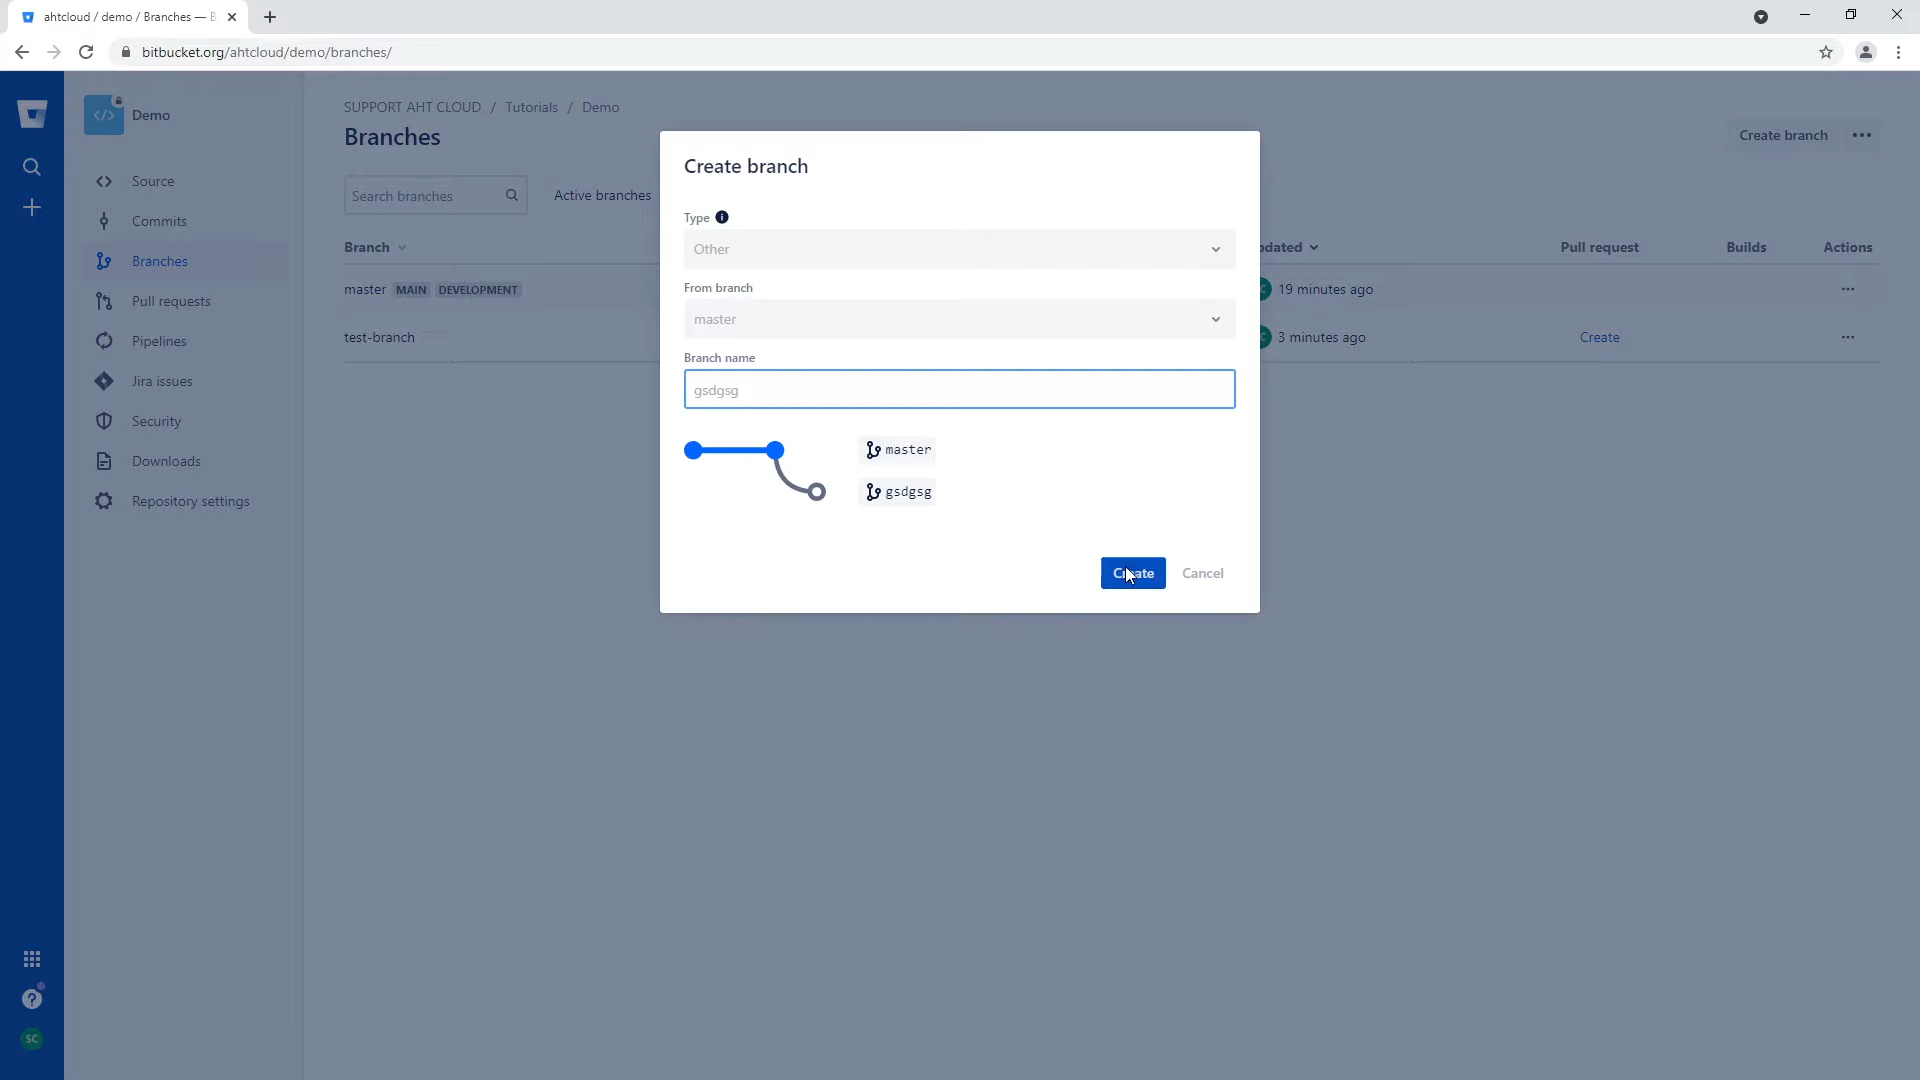 ahtcloud / demo / Branches — B
bitbucket.org/ahtcloud/demo/branches/
Demo
Source
Commits
Branches
Pull requests
Pipelines
Jira issues
Security
Downloads
Repository settings
SC
SUPPORT AHT CLOUD / Tutorials / Demo
Branches
Create branch
Search branches
Active branches
Branch
pdated
Pull request
Builds
Actions
master MAIN DEVELOPMENT
19 minutes ago
test-branch
3 minutes ago
Create
Create branch
Type
Other
From branch
master
Branch name
gsdgsg
master
gsdgsg
Create
Cancel